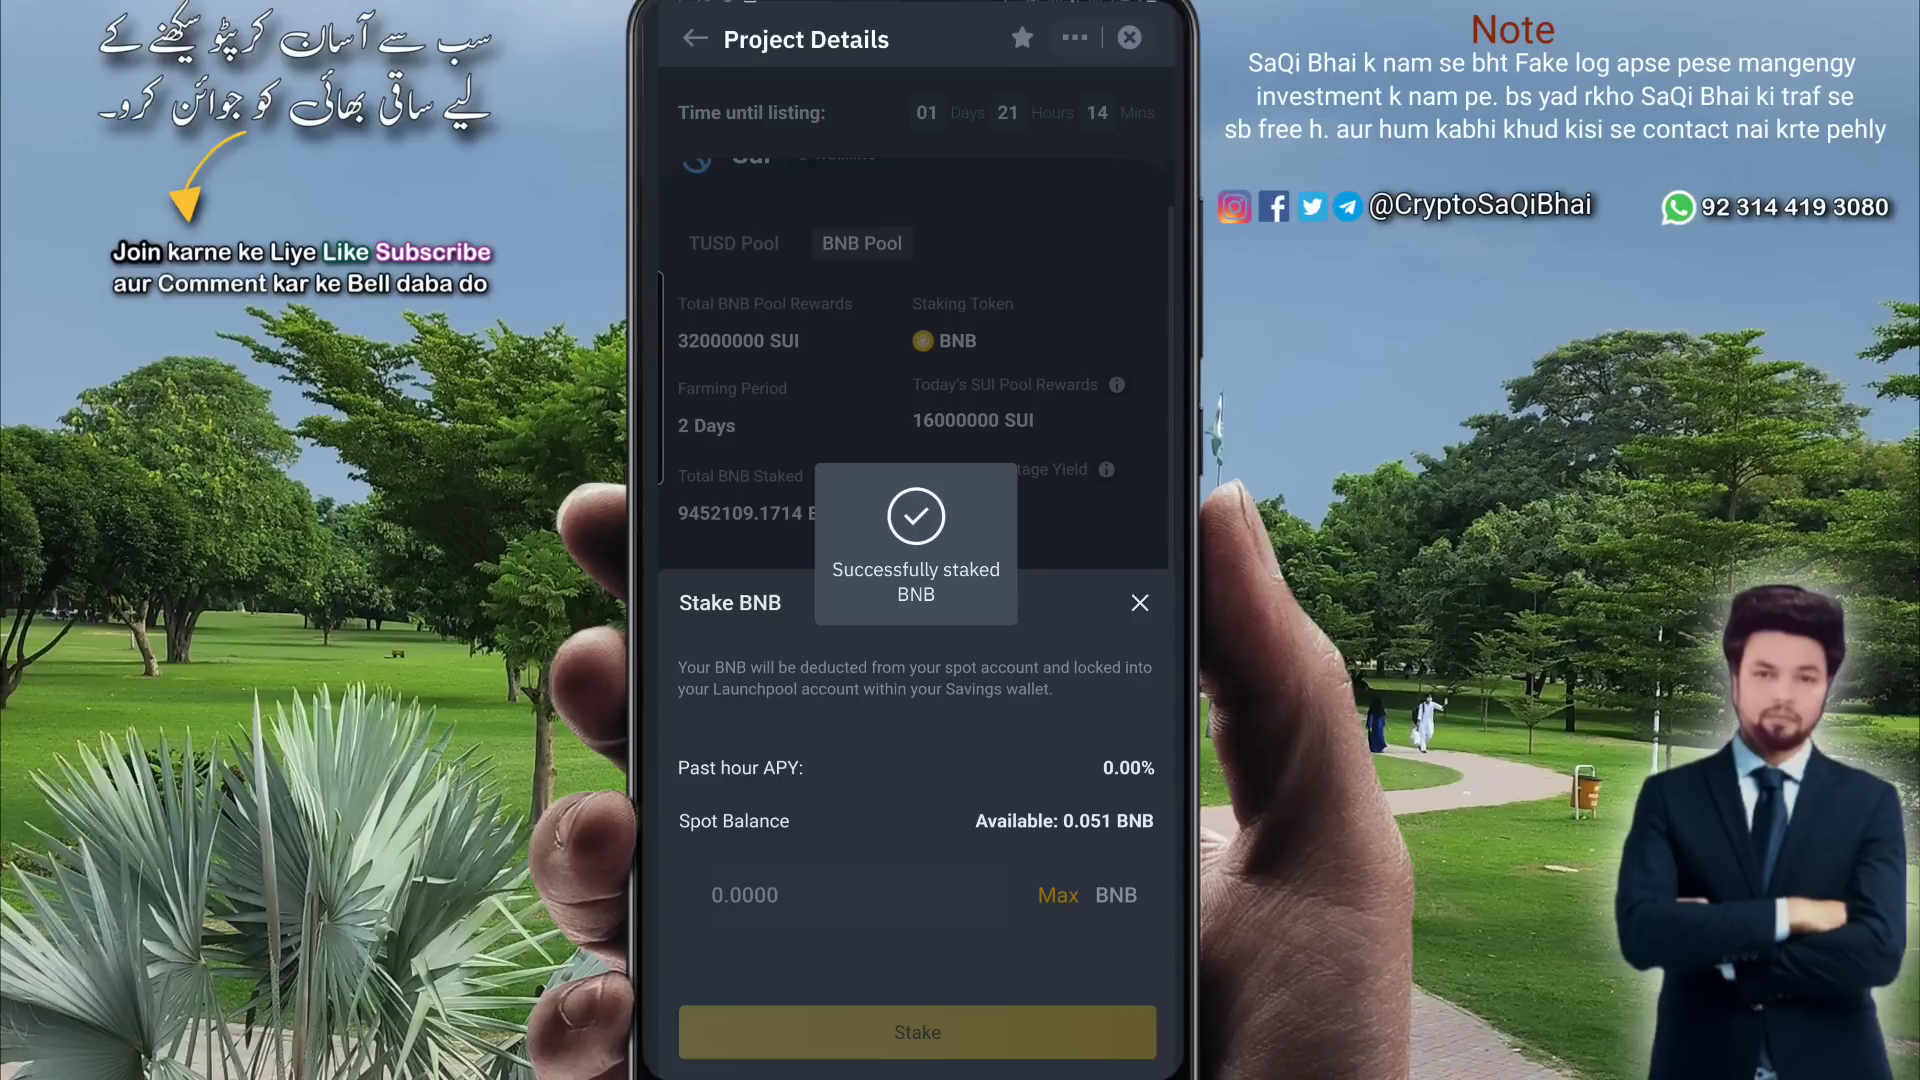 سب سے آسان کرپٹو سیکھنے کے
لیے ساقی بھائی کو جوائن کرو۔
Join karne ke Liye Like Subscribe
aur Comment kar ke Bell daba do
Project Details
Time until listing: 01 Days 21 Hours 14 Mins
Sui
TUSD Pool BNB Pool
Total BNB Pool Rewards Staking Token
32000000 SUI BNB
Farming Period Today's SUI Pool Rewards
2 Days 16000000 SUI
Total BNB Staked Yield
9452109.1714
Successfully staked
BNB
Stake BNB
Your BNB will be deducted from your spot account and locked into
your Launchpool account within your Savings wallet.
Past hour APY: 0.00%
Spot Balance Available: 0.051 BNB
0.0000 Max BNB
Stake
Note
SaQi Bhai k nam se bht Fake log apse pese mangengy
investment k nam pe. bs yad rkho SaQi Bhai ki traf se
sb free h. aur hum kabhi khud kisi se contact nai krte pehly
@CryptoSaQiBhai 92 314 419 3080